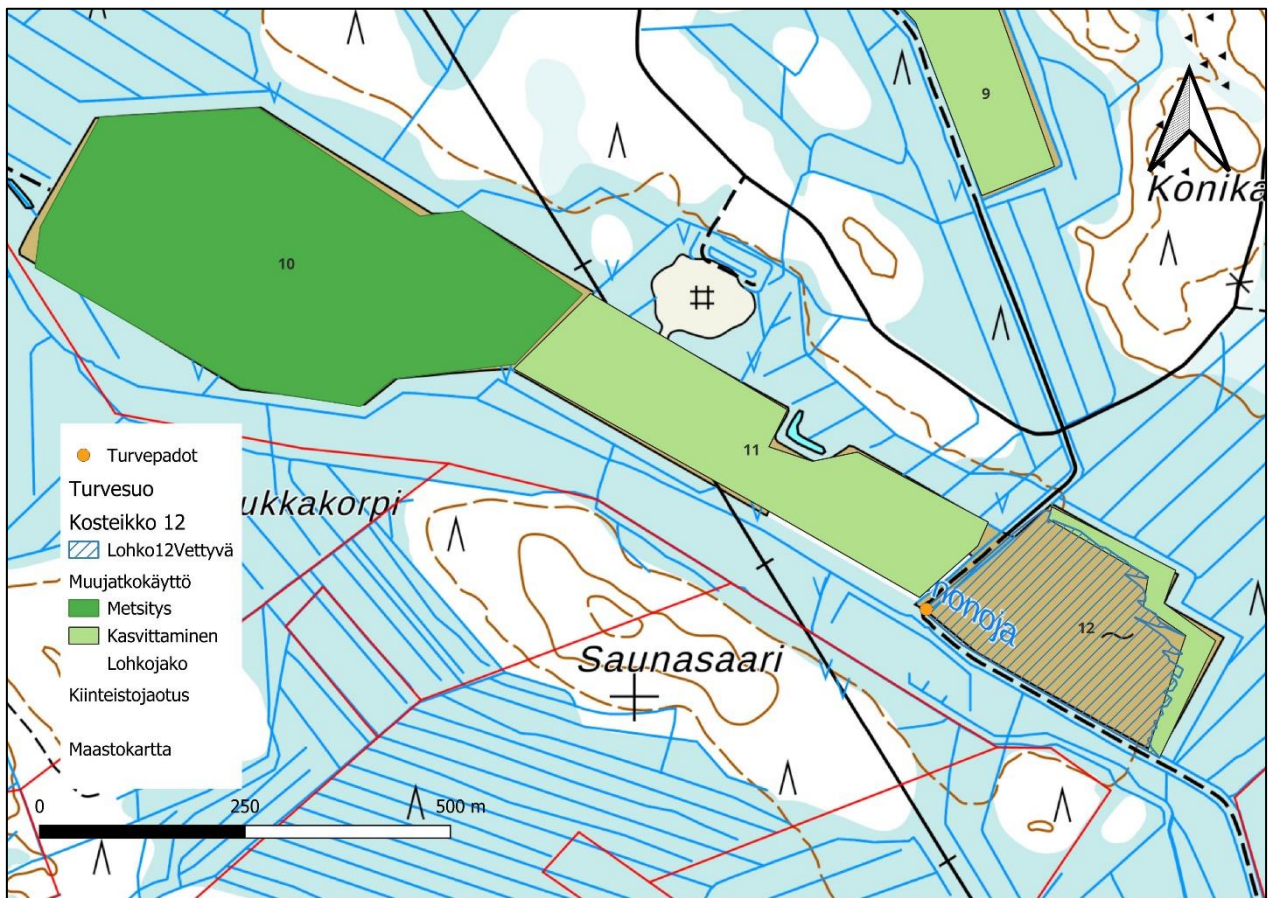 9
Konika
10
11
nonoja
12
ukkakorpi
Saunasaari
Turvepadot
Turvesuo
Kosteikko 12
Lohko12Vettyvä
Muujatkokäyttö
Metsitys
Kasvittaminen
Lohkojako
Kiinteistojaotus
Maastokartta
0 250 500 m